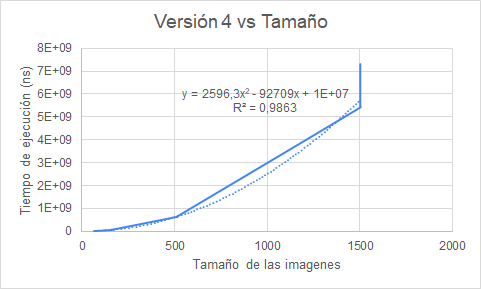 Versión 4 vs Tamaño
8E+09
7E+09
6E+09
5E+09
4E+09
3E+09
2E+09
1E+09
0
Tiempo de ejecución (ns)
y = 2596,3x² - 92709x + 1E+07
R² = 0,9863
0
500
1000
1500
2000
Tamaño de las imagenes